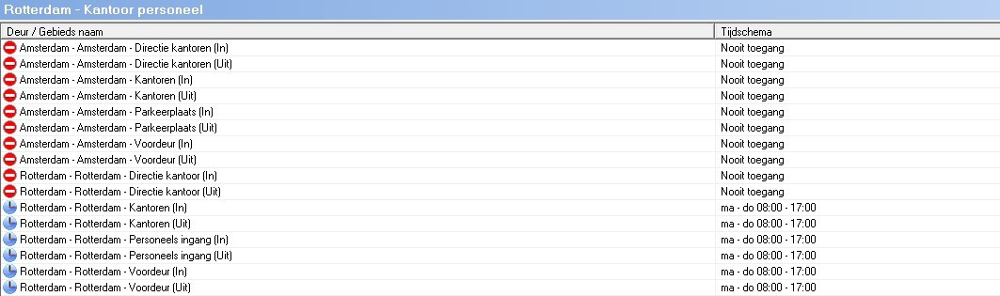 Rotterdam - Kantoor personeel
Deur / Gebieds naam Tijdschema
Amsterdam - Amsterdam - Directie kantoren (In) Nooit toegang
Amsterdam - Amsterdam - Directie kantoren (Uit) Nooit toegang
Amsterdam - Amsterdam - Kantoren (In) Nooit toegang
Amsterdam - Amsterdam - Kantoren (Uit) Nooit toegang
Amsterdam - Amsterdam - Parkeerplaats (In) Nooit toegang
Amsterdam - Amsterdam - Parkeerplaats (Uit) Nooit toegang
Amsterdam - Amsterdam - Voordeur (In) Nooit toegang
Amsterdam - Amsterdam - Voordeur (Uit) Nooit toegang
Rotterdam - Rotterdam - Directie kantoor (In) Nooit toegang
Rotterdam - Rotterdam - Directie kantoor (Uit) Nooit toegang
Rotterdam - Rotterdam - Kantoren (In) ma - do 08:00 - 17:00
Rotterdam - Rotterdam - Kantoren (Uit) ma - do 08:00 - 17:00
Rotterdam - Rotterdam - Personeels ingang (In) ma - do 08:00 - 17:00
Rotterdam - Rotterdam - Personeels ingang (Uit) ma - do 08:00 - 17:00
Rotterdam - Rotterdam - Voordeur (In) ma - do 08:00 - 17:00
Rotterdam - Rotterdam - Voordeur (Uit) ma - do 08:00 - 17:00